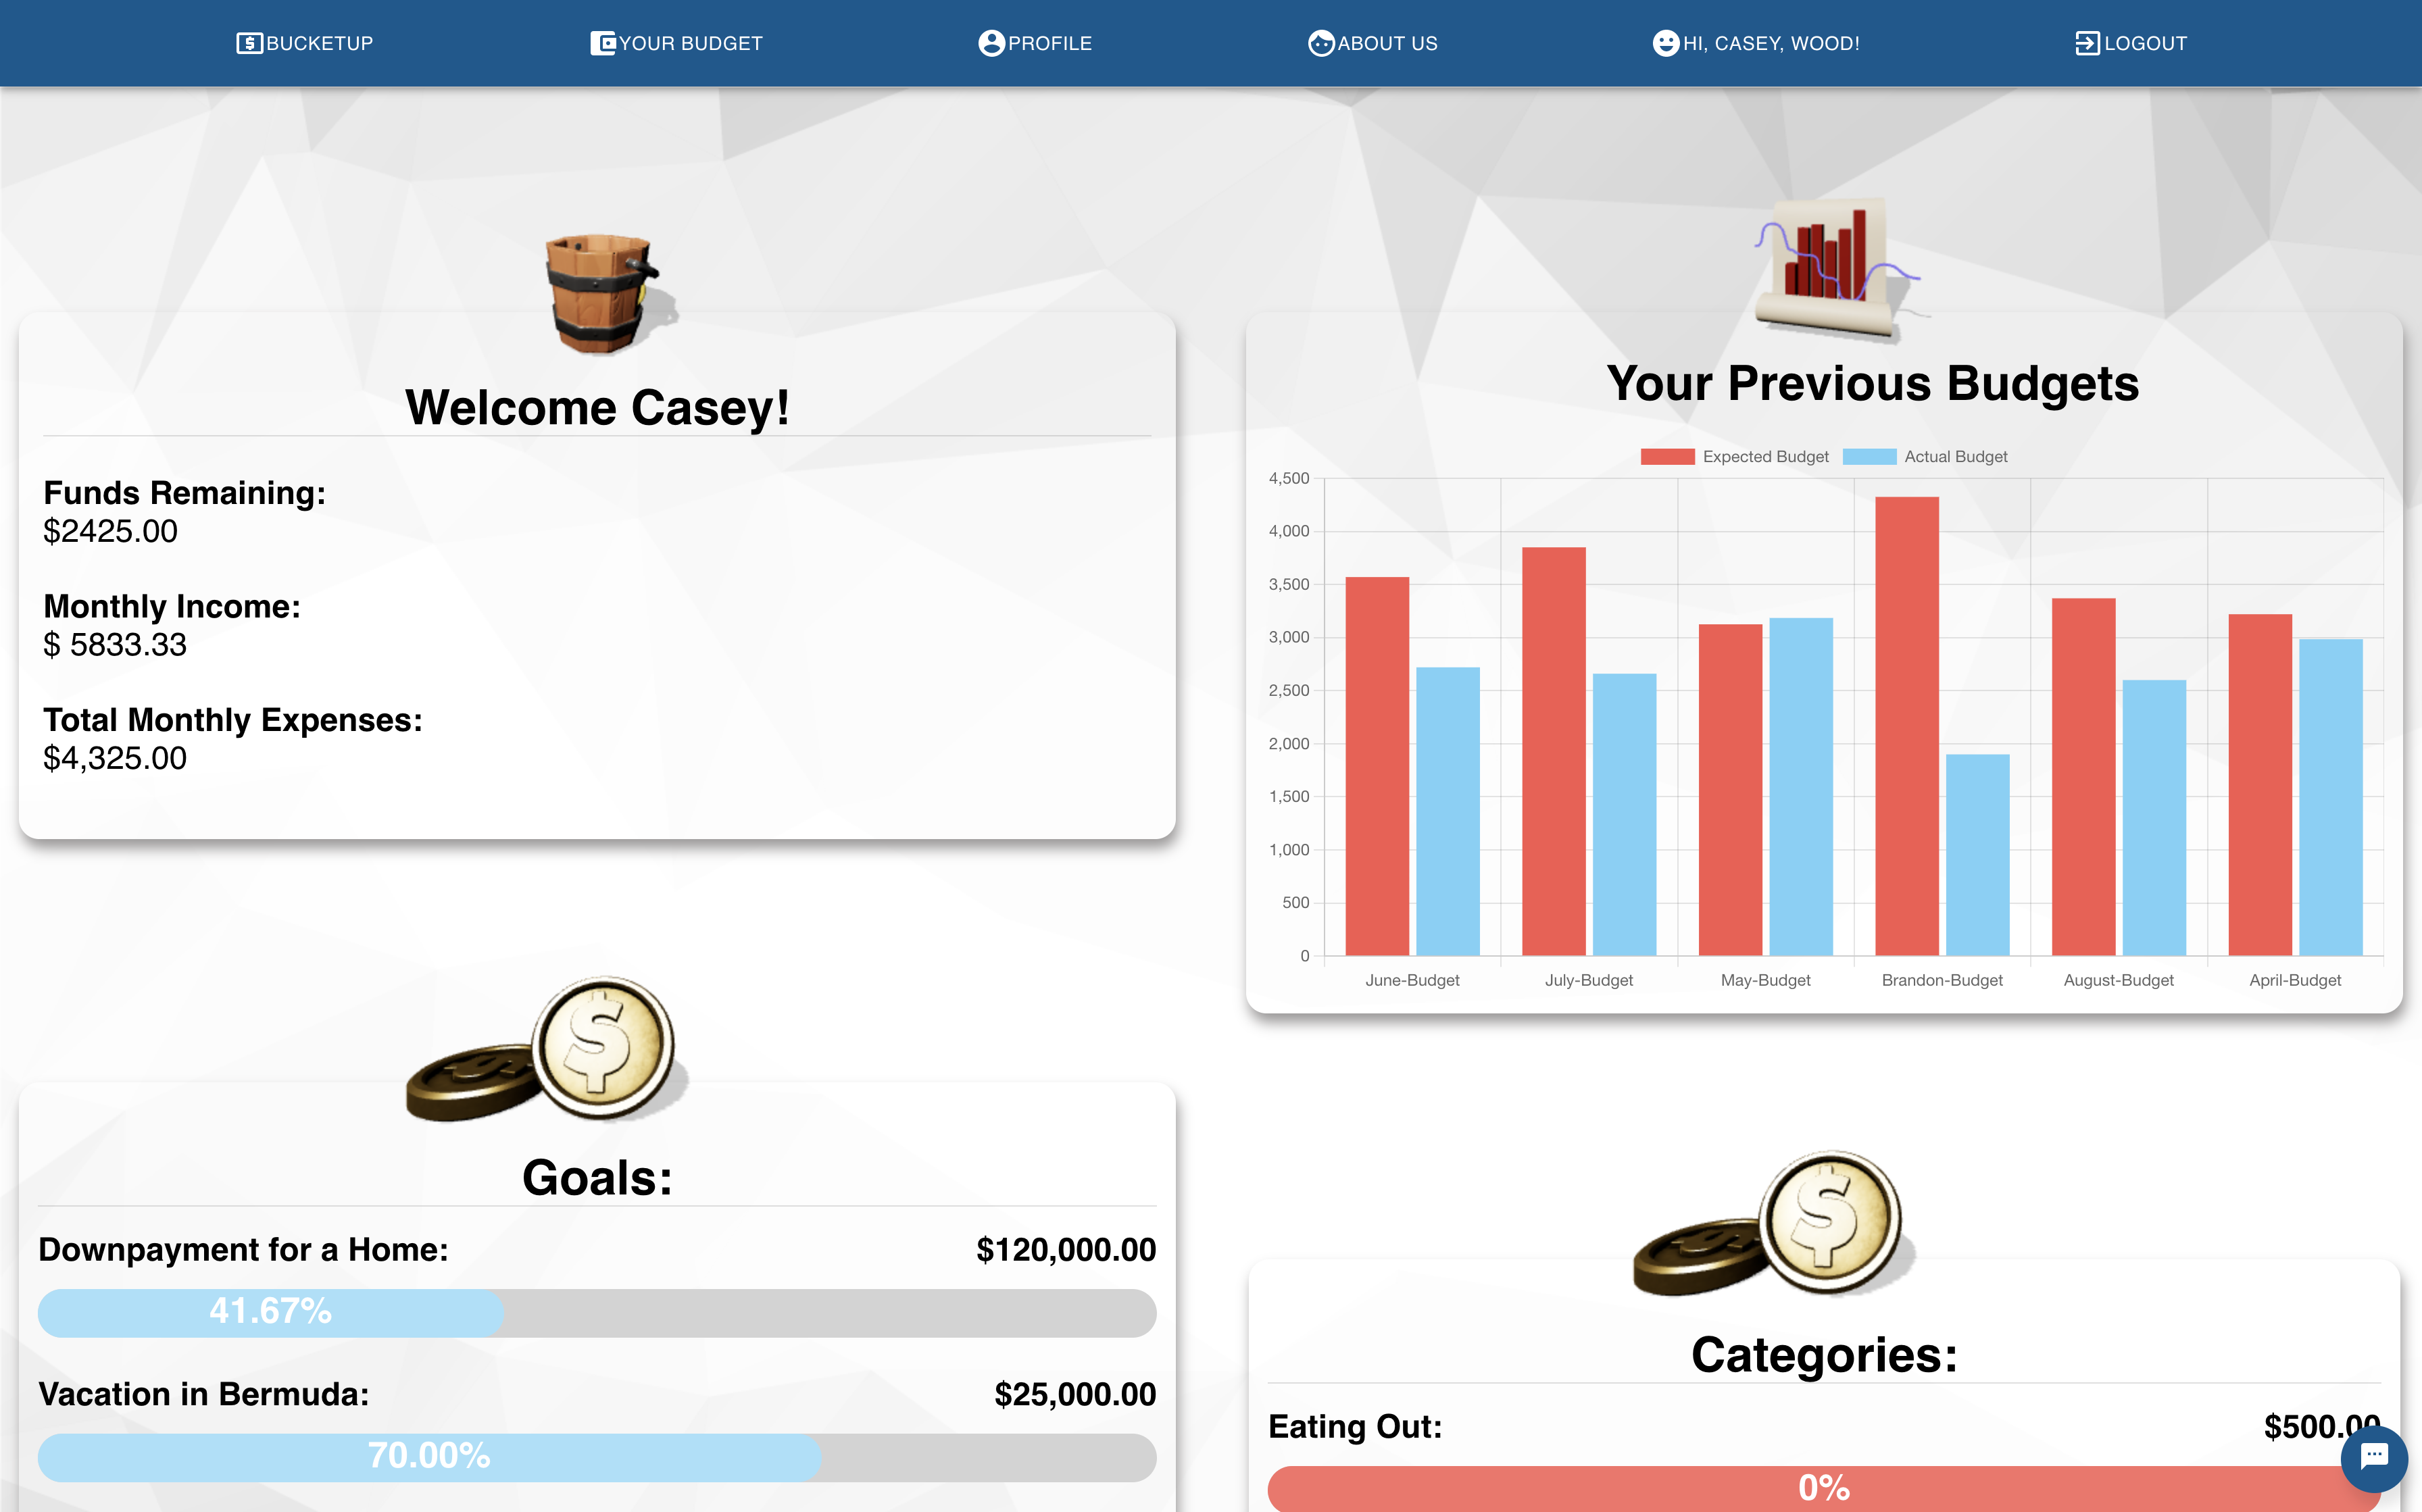 BUCKETUP YOUR BUDGET PROFILE ABOUT US HI, CASEY, WOOD! LOGOUT
Welcome Casey!
Funds Remaining:
$2425.00
Monthly Income:
$ 5833.33
Total Monthly Expenses:
$4,325.00
Your Previous Budgets
Expected Budget Actual Budget
4,500
4,000
3,500
3,000
2,500
2,000
1,500
1,000
500
0
June-Budget July-Budget May-Budget Brandon-Budget August-Budget April-Budget
Goals:
Downpayment for a Home: $120,000.00
41.67%
Vacation in Bermuda: $25,000.00
70.00%
Categories:
Eating Out: $500.00
0%